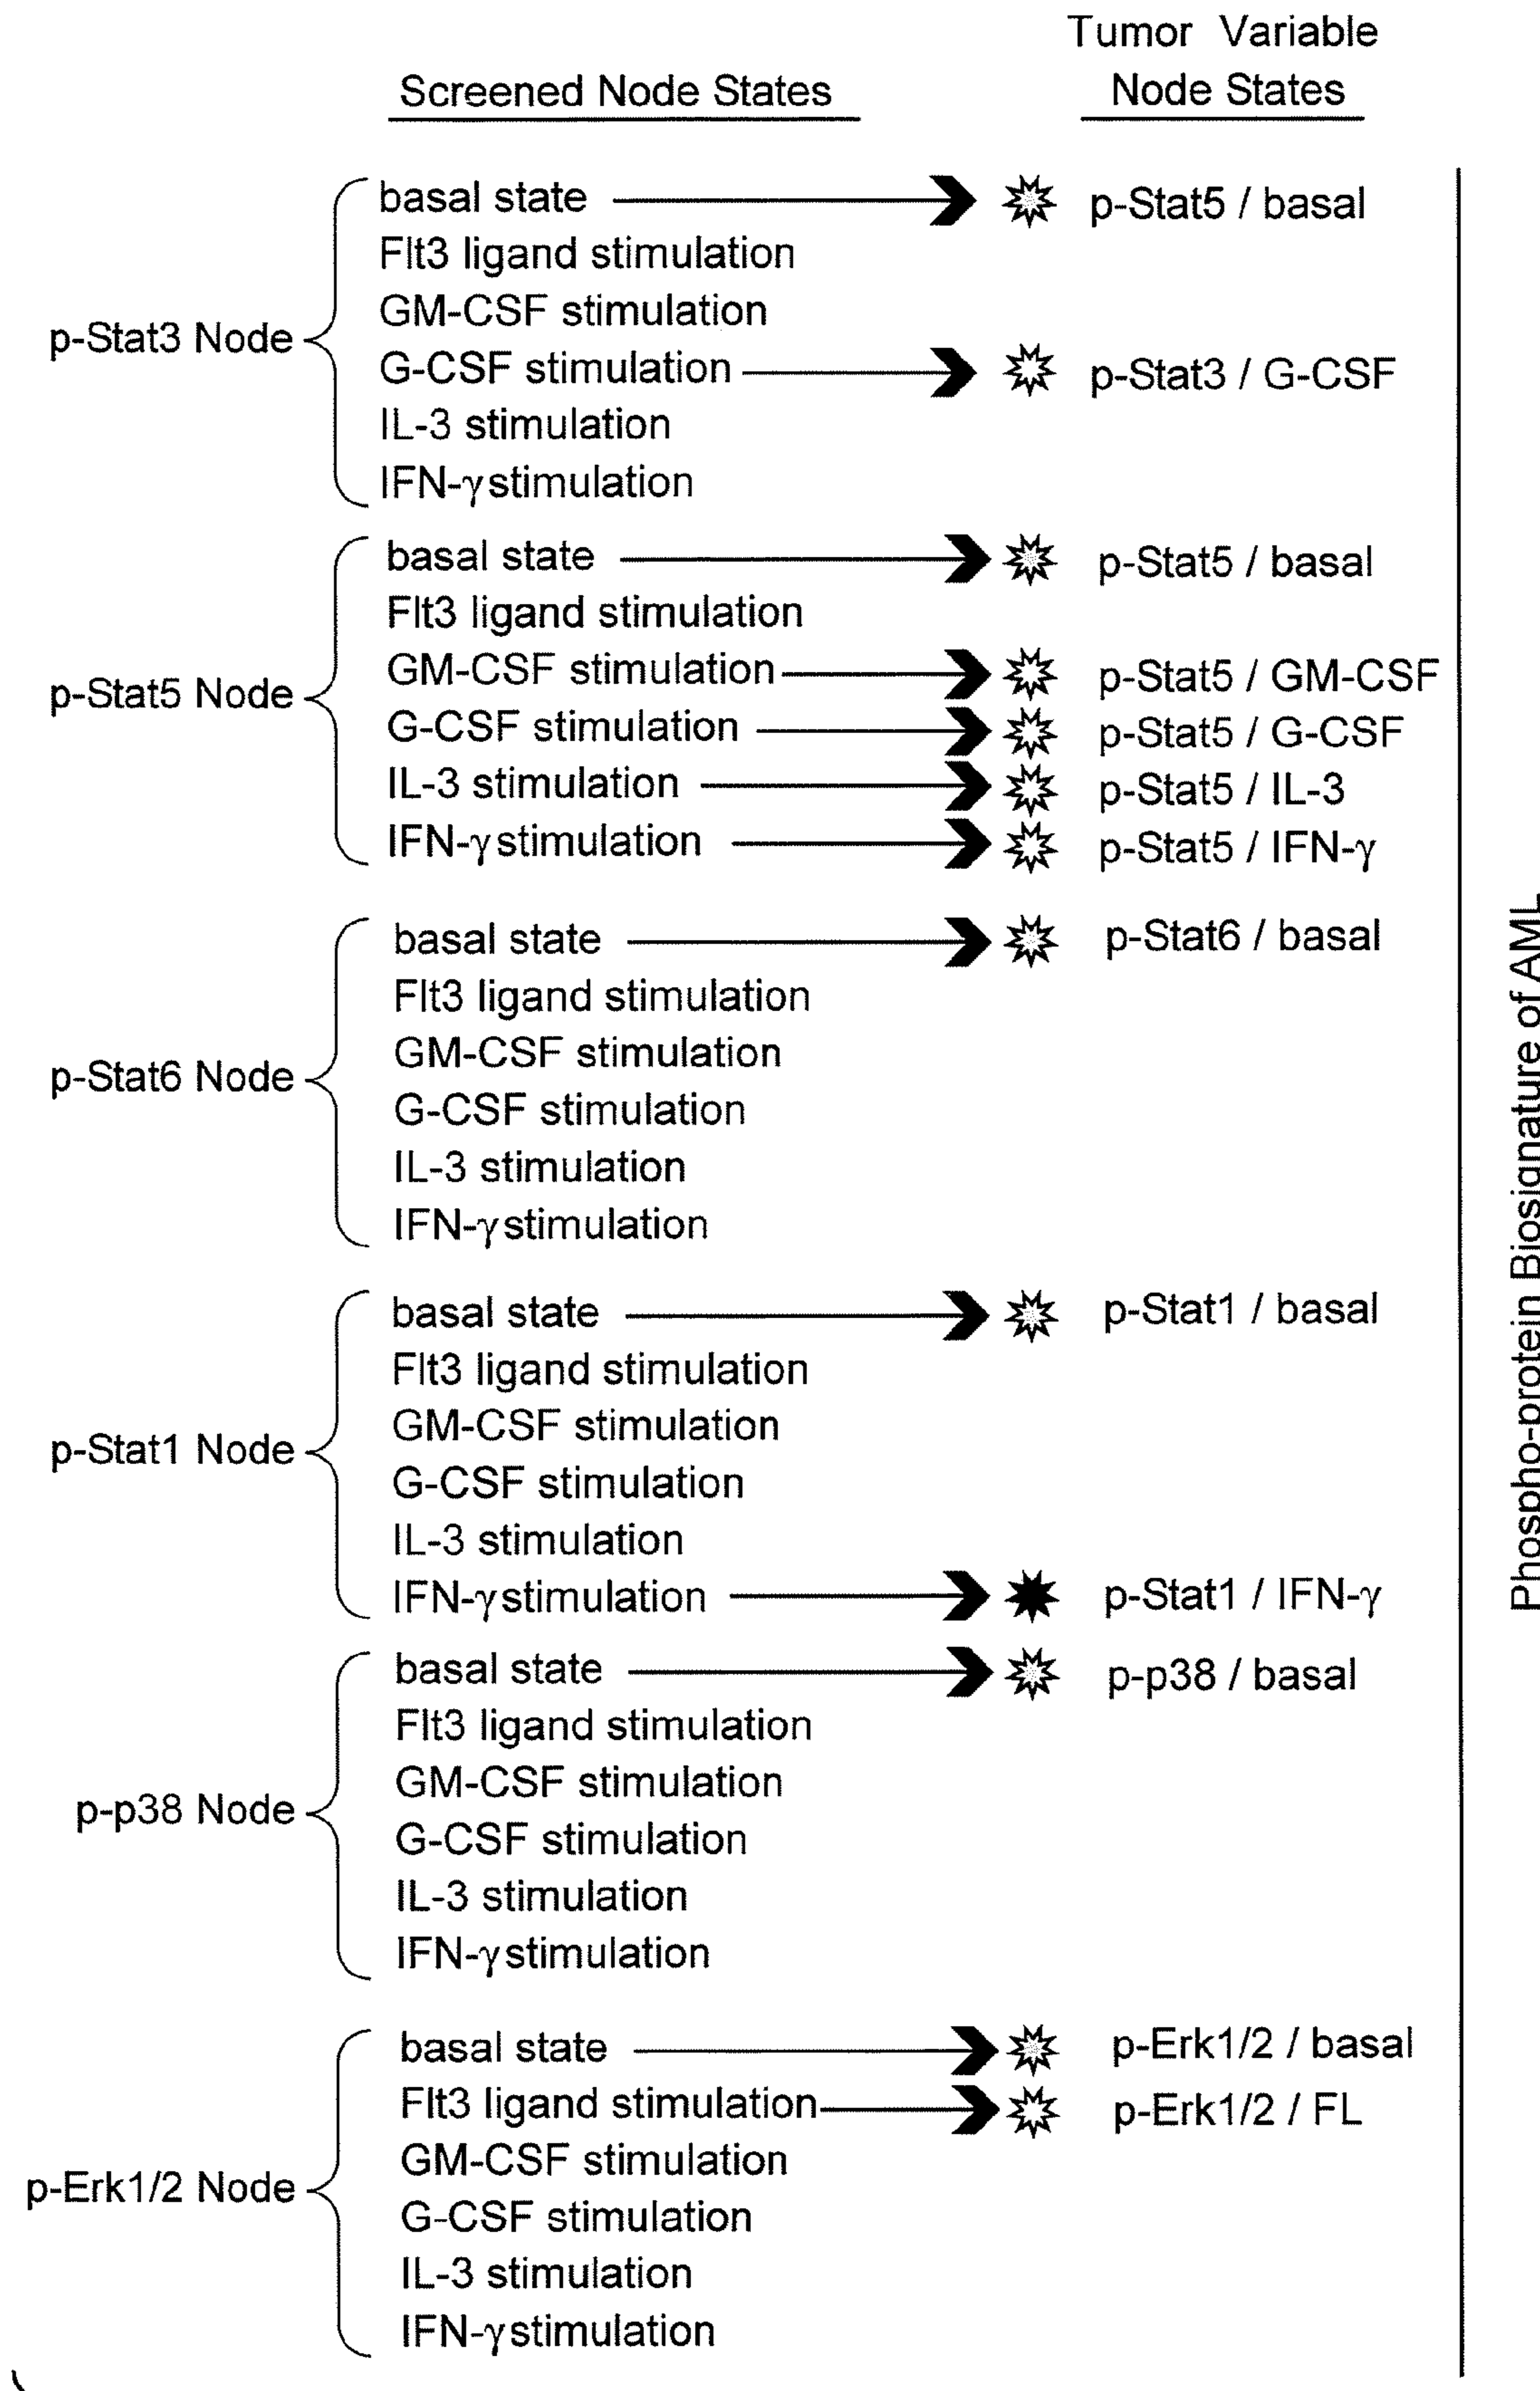 Tumor Variable
Screened Node States
Node States
p-Stat3 Node
basal state
p-Stat5 / basal
Flt3 ligand stimulation
GM-CSF stimulation
G-CSF stimulation
p-Stat3 / G-CSF
IL-3 stimulation
IFN-γ stimulation
p-Stat5 Node
basal state
p-Stat5 / basal
Flt3 ligand stimulation
GM-CSF stimulation
p-Stat5 / GM-CSF
G-CSF stimulation
p-Stat5 / G-CSF
IL-3 stimulation
p-Stat5 / IL-3
IFN-γ stimulation
p-Stat5 / IFN-γ
p-Stat6 Node
basal state
p-Stat6 / basal
Flt3 ligand stimulation
GM-CSF stimulation
G-CSF stimulation
IL-3 stimulation
IFN-γ stimulation
p-Stat1 Node
basal state
p-Stat1 / basal
Flt3 ligand stimulation
GM-CSF stimulation
G-CSF stimulation
IL-3 stimulation
IFN-γ stimulation
p-Stat1 / IFN-γ
p-p38 Node
basal state
p-p38 / basal
Flt3 ligand stimulation
GM-CSF stimulation
G-CSF stimulation
IL-3 stimulation
IFN-γ stimulation
p-Erk1/2 Node
basal state
p-Erk1/2 / basal
Flt3 ligand stimulation
p-Erk1/2 / FL
GM-CSF stimulation
G-CSF stimulation
IL-3 stimulation
IFN-γ stimulation
Phospho-protein Biosignature of AML